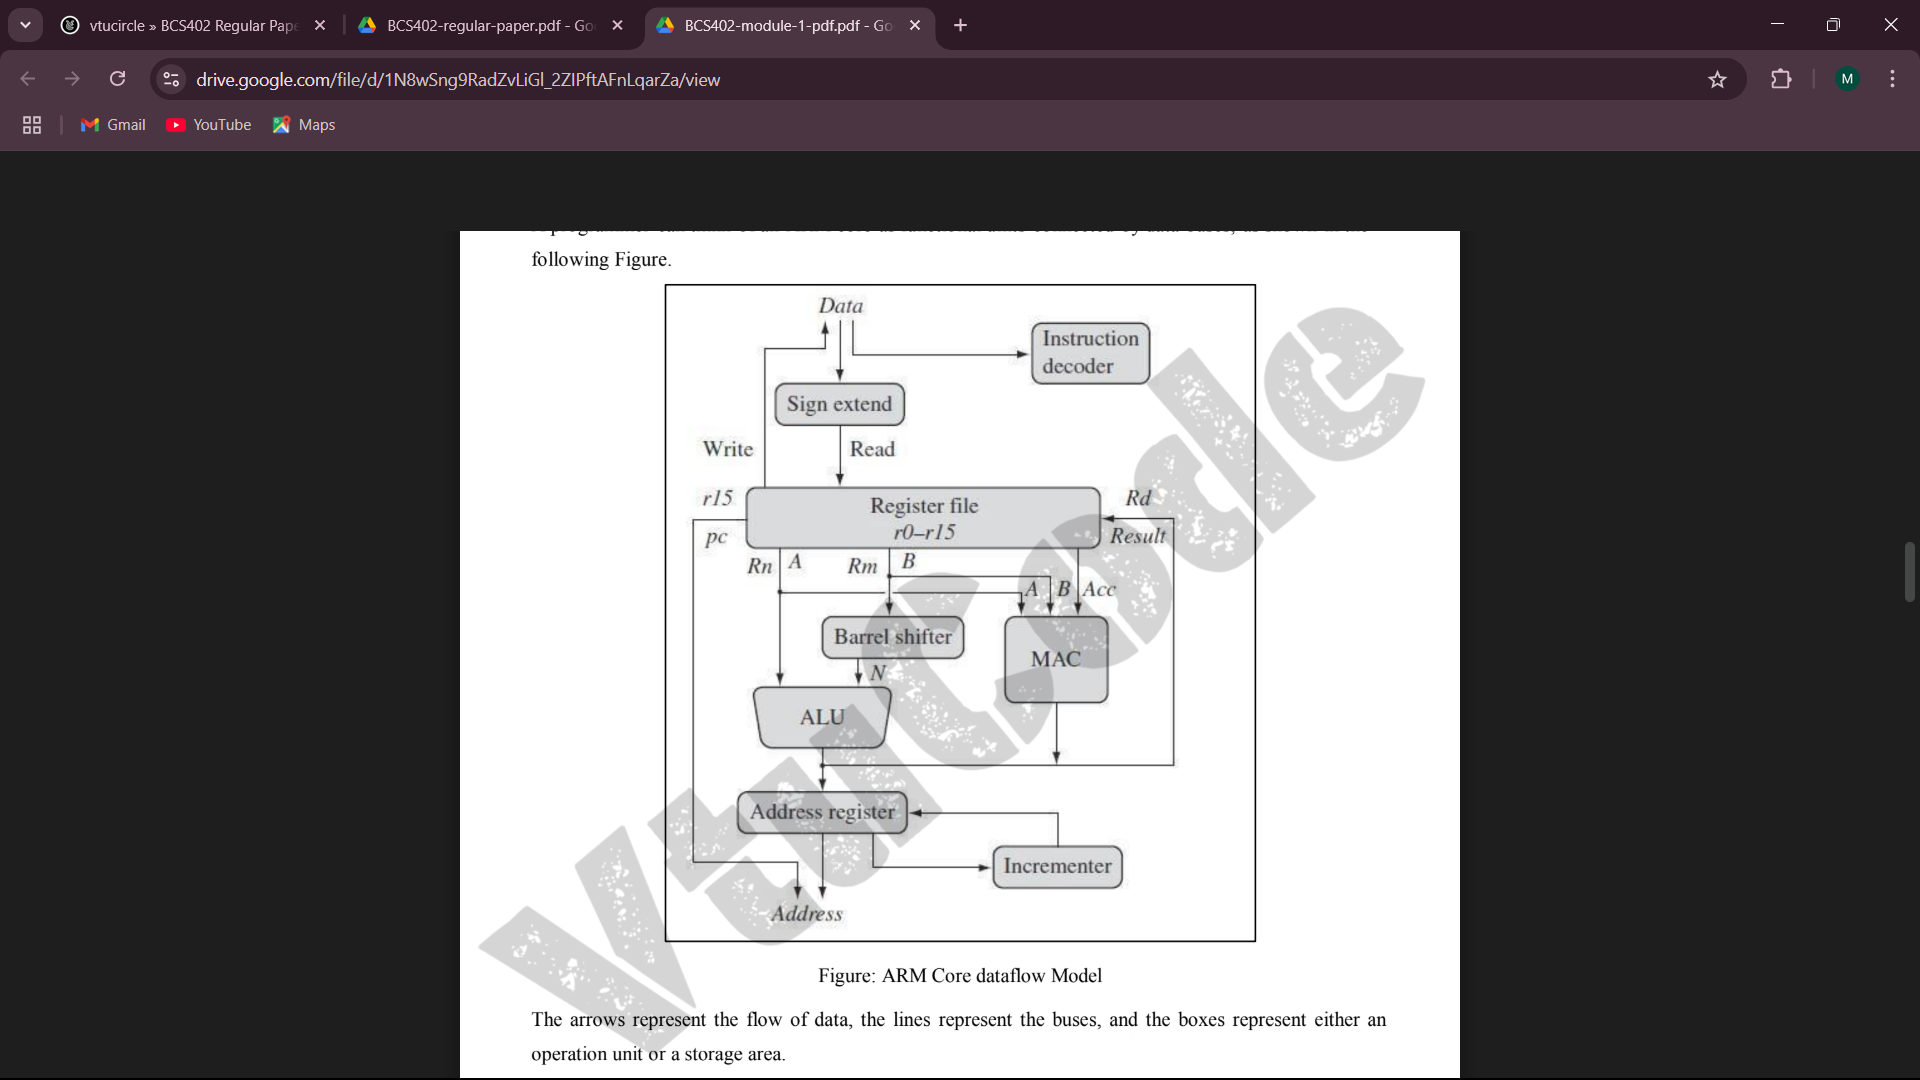 vtucircle » BCS402 Regular Pape
BCS402-regular-paper.pdf - Go
BCS402-module-1-pdf.pdf - Go
drive.google.com/file/d/1N8wSng9RadZvLiGl_2ZIPftAFnLqarZa/view
M
Gmail
YouTube
Maps
following Figure.
Data
Instruction
decoder
Sign extend
Write
Read
r15
Register file
Rd
pc
r0–r15
Result
Rn
A
Rm
B
A
B
Acc
Barrel shifter
MAC
N
ALU
Address register
Incrementer
Address
Figure: ARM Core dataflow Model
The arrows represent the flow of data, the lines represent the buses, and the boxes represent either an
operation unit or a storage area.